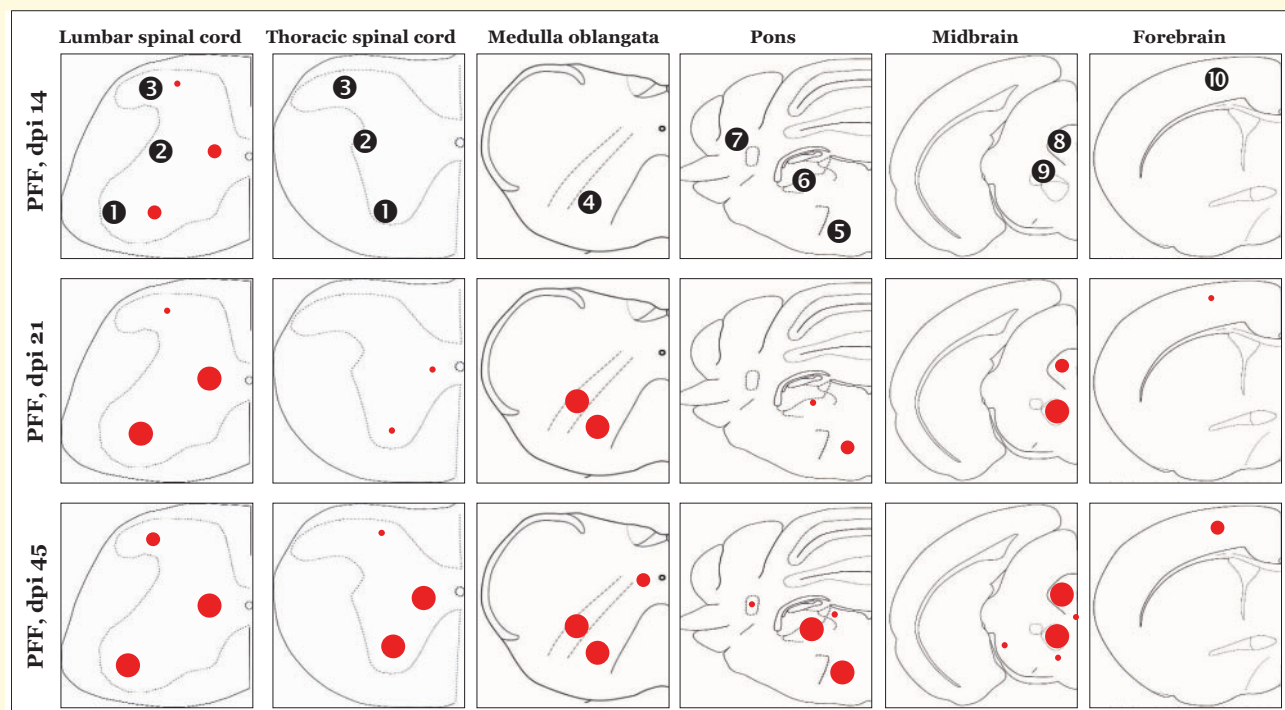 Lumbar spinal cord Thoracic spinal cord Medulla oblangata Pons Midbrain Forebrain
PFF, dpi 14
3 2 1
3 2 1
4
7 6 5
8 9
10
PFF, dpi 21
PFF, dpi 45